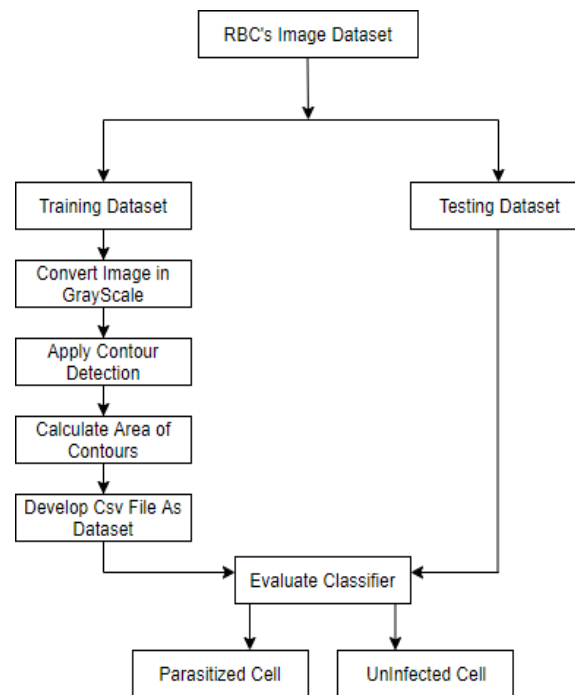 RBC's Image Dataset
Training Dataset
Testing Dataset
Convert Image in
GrayScale
Apply Contour
Detection
Calculate Area of
Contours
Develop Csv File As
Dataset
Evaluate Classifier
Parasitized Cell
UnInfected Cell